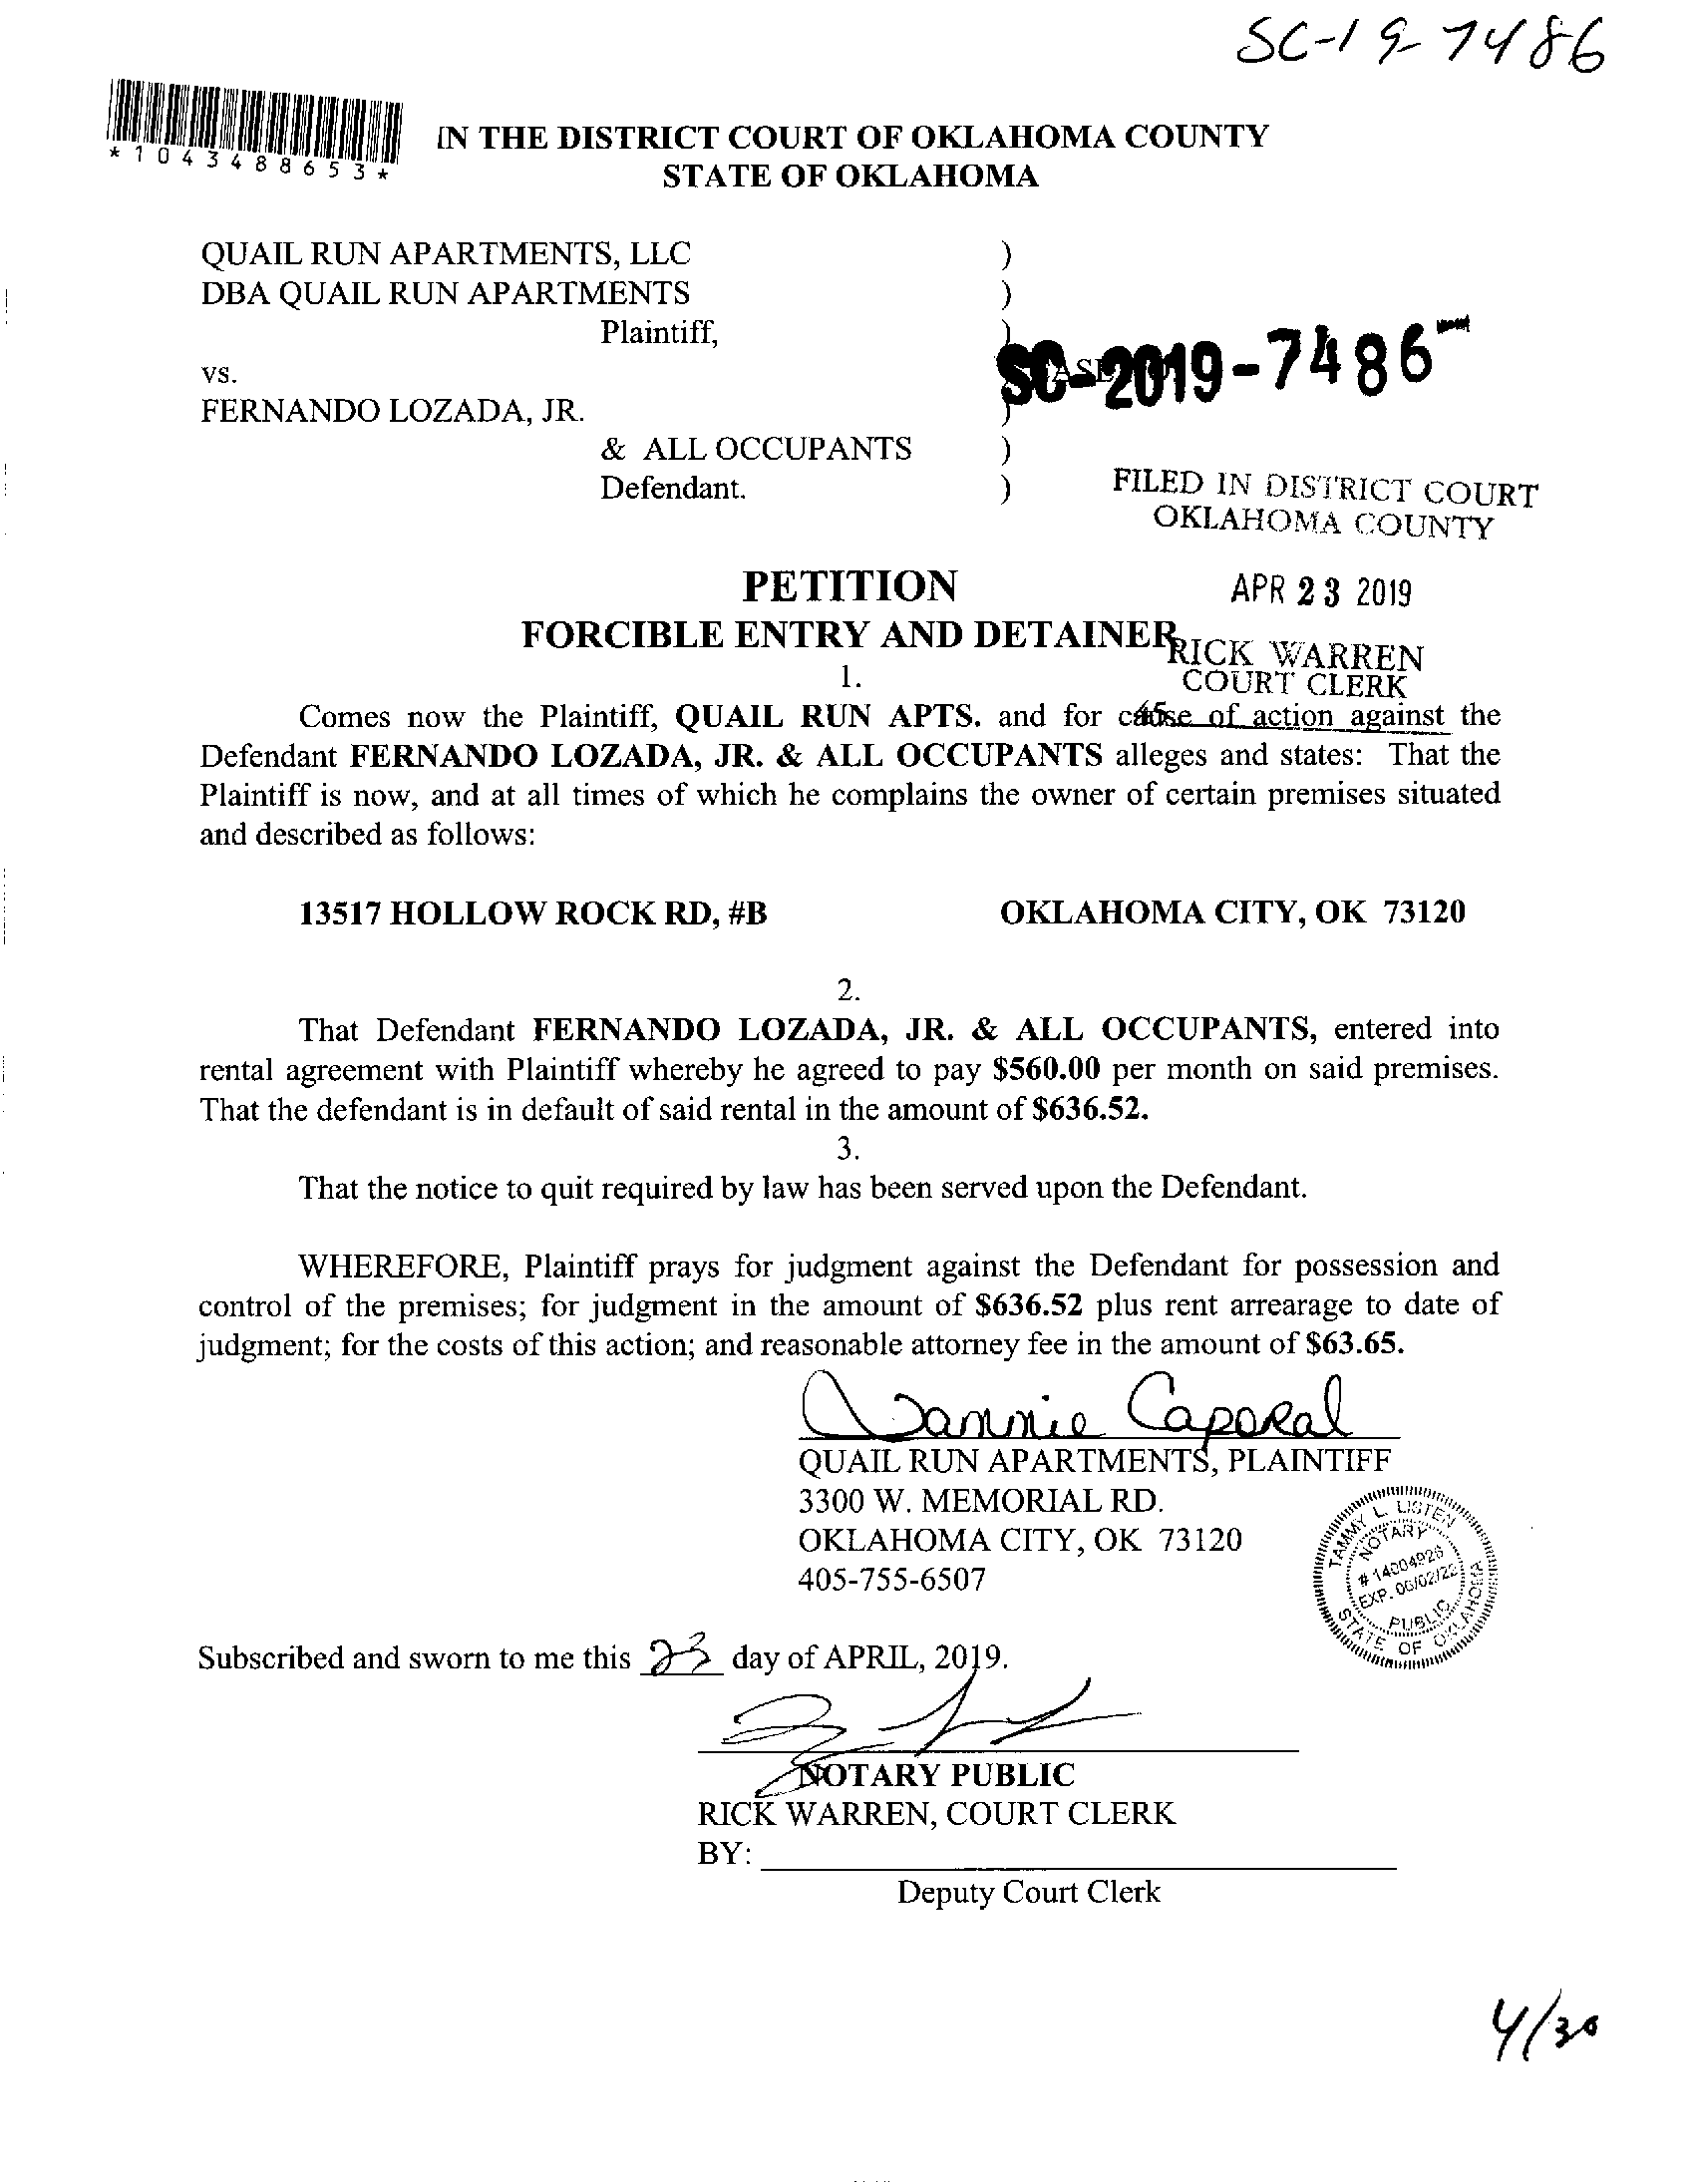 SC-19-7486
*1043488653*
IN THE DISTRICT COURT OF OKLAHOMA COUNTY
STATE OF OKLAHOMA
QUAIL RUN APARTMENTS, LLC )
DBA QUAIL RUN APARTMENTS )
Plaintiff, )
vs.
SC-2019-7486
FERNANDO LOZADA, JR. )
& ALL OCCUPANTS )
Defendant. )
FILED IN DISTRICT COURT
OKLAHOMA COUNTY
PETITION
APR 23 2019
FORCIBLE ENTRY AND DETAINER
RICK WARREN
COURT CLERK
1.
45
Comes now the Plaintiff, QUAIL RUN APTS. and for cause of action against the
Defendant FERNANDO LOZADA, JR. & ALL OCCUPANTS alleges and states: That the
Plaintiff is now, and at all times of which he complains the owner of certain premises situated
and described as follows:
13517 HOLLOW ROCK RD, #B OKLAHOMA CITY, OK 73120
2.
That Defendant FERNANDO LOZADA, JR. & ALL OCCUPANTS, entered into
rental agreement with Plaintiff whereby he agreed to pay $560.00 per month on said premises.
That the defendant is in default of said rental in the amount of $636.52.
3.
That the notice to quit required by law has been served upon the Defendant.
WHEREFORE, Plaintiff prays for judgment against the Defendant for possession and
control of the premises; for judgment in the amount of $636.52 plus rent arrearage to date of
judgment; for the costs of this action; and reasonable attorney fee in the amount of $63.65.
Caporal
QUAIL RUN APARTMENTS, PLAINTIFF
3300 W. MEMORIAL RD.
OKLAHOMA CITY, OK 73120
405-755-6507
TAMMY L. LISTEN
NOTARY
# 14004926
EXP. 06/02/22
PUBLIC
STATE OF OKLAHOMA
Subscribed and sworn to me this 23 day of APRIL, 2019.
NOTARY PUBLIC
RICK WARREN, COURT CLERK
BY:
Deputy Court Clerk
4/30